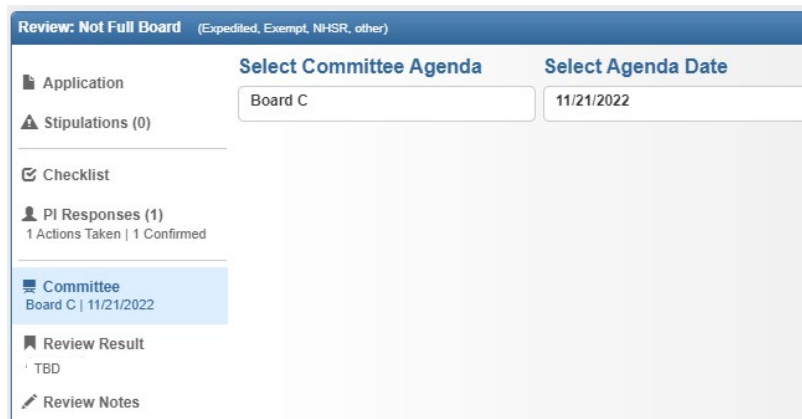 Review: Not Full Board (Expedited, Exempt, NHSR, other)
Application
Stipulations (0)
Checklist
PI Responses (1)
1 Actions Taken | 1 Confirmed
Committee
Board C | 11/21/2022
Review Result
TBD
Review Notes
Select Committee Agenda
Board C
Select Agenda Date
11/21/2022